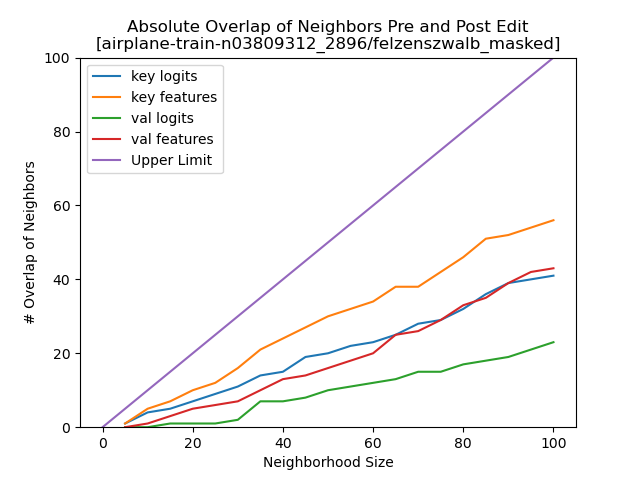 Absolute Overlap of Neighbors Pre and Post Edit
[airplane-train-n03809312_2896/felzenszwalb_masked]
100
80
60
40
20
0
# Overlap of Neighbors
key logits
key features
val logits
val features
Upper Limit
0 20 40 60 80 100
Neighborhood Size